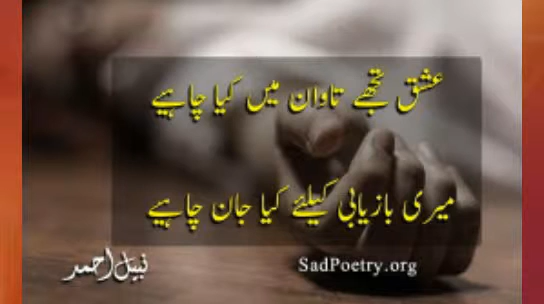 عشق تجھے تاوان میں کیا چاہیے
میری بازیابی کیلئے کیا جان چاہیے
نبیل احمد
SadPoetry.org